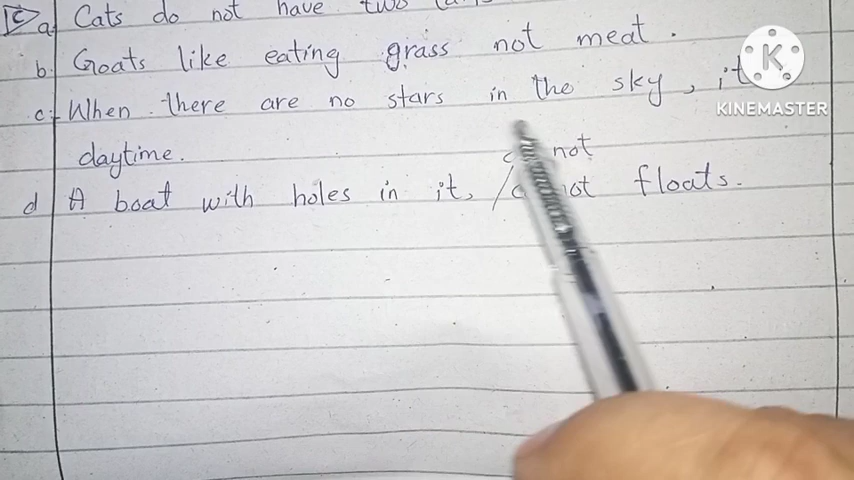 C a. Cats do not have two
b. Goats like eating grass not meat.
c. When there are no stars in the sky, it
daytime.
not
d A boat with holes in it, floats.
K
KINEMASTER